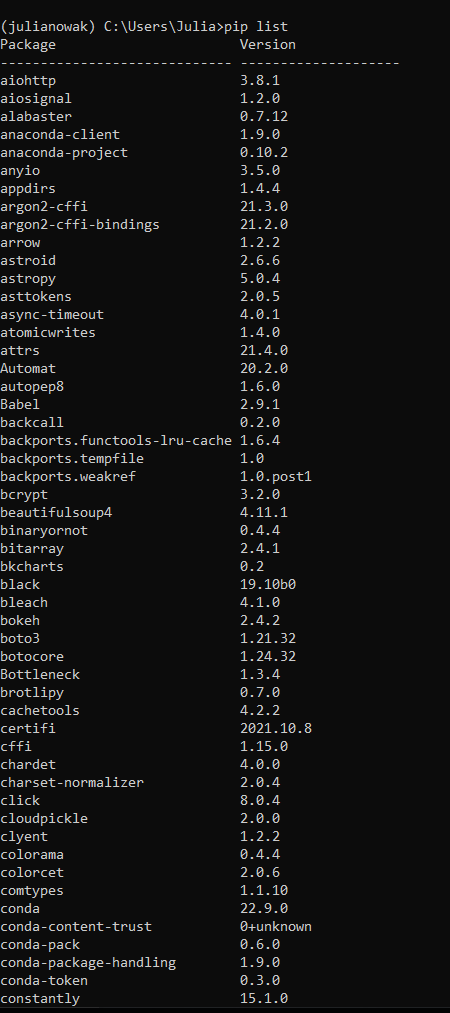 (julianowak) C:\Users\Julia>pip list
Package                       Version
----------------------------- --------------------
aiohttp                       3.8.1
aiosignal                     1.2.0
alabaster                     0.7.12
anaconda-client               1.9.0
anaconda-project              0.10.2
anyio                         3.5.0
appdirs                       1.4.4
argon2-cffi                   21.3.0
argon2-cffi-bindings          21.2.0
arrow                         1.2.2
astroid                       2.6.6
astropy                       5.0.4
asttokens                     2.0.5
async-timeout                 4.0.1
atomicwrites                  1.4.0
attrs                         21.4.0
Automat                       20.2.0
autopep8                      1.6.0
Babel                         2.9.1
backcall                      0.2.0
backports.functools-lru-cache 1.6.4
backports.tempfile            1.0
backports.weakref             1.0.post1
bcrypt                        3.2.0
beautifulsoup4                4.11.1
binaryornot                   0.4.4
bitarray                      2.4.1
bkcharts                      0.2
black                         19.10b0
bleach                        4.1.0
bokeh                         2.4.2
boto3                         1.21.32
botocore                      1.24.32
Bottleneck                    1.3.4
brotlipy                      0.7.0
cachetools                    4.2.2
certifi                       2021.10.8
cffi                          1.15.0
chardet                       4.0.0
charset-normalizer            2.0.4
click                         8.0.4
cloudpickle                   2.0.0
clyent                        1.2.2
colorama                      0.4.4
colorcet                      2.0.6
comtypes                      1.1.10
conda                         22.9.0
conda-content-trust           0+unknown
conda-pack                    0.6.0
conda-package-handling        1.9.0
conda-token                   0.3.0
constantly                    15.1.0